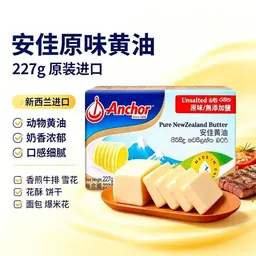 安佳原味黄油
227g 原装进口
新西兰进口
动物黄油
奶香浓郁
口感细腻
香煎牛排 雪花
花酥 饼干
面包 爆米花
Unsalted
原味/無添加鹽
Anchor
Pure NewZealand Butter
安佳黄油
227g